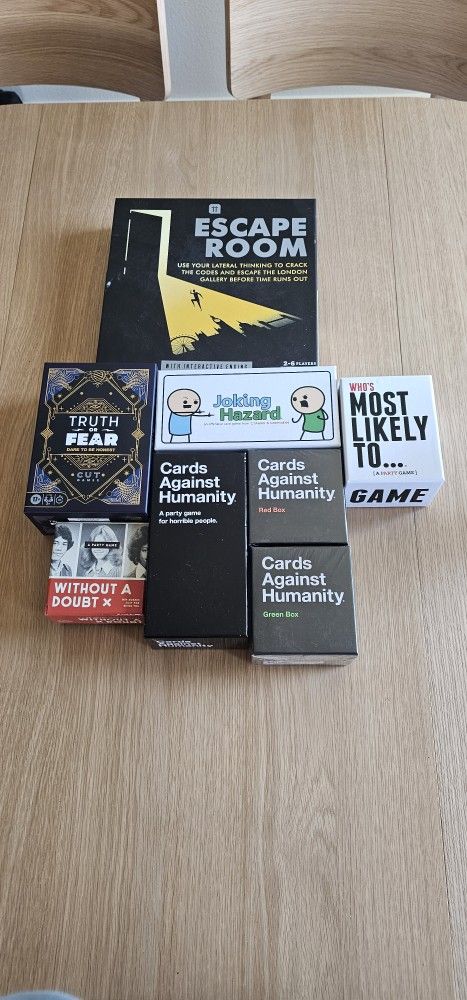 ESCAPE
ROOM
USE YOUR LATERAL THINKING TO CRACK
THE CODES AND ESCAPE THE LONDON
GALLERY BEFORE TIME RUNS OUT
2-6 PLAYERS
WITH INTERACTIVE ENDING
TRUTH
OR
FEAR
DARE TO BE HONEST
CUT
GAMES
Joking
Hazard
WHO'S
MOST
LIKELY
TO...
[A PARTY GAME]
GAME
Cards
Against
Humanity.
A party game
for horrible people.
Cards
Against
Humanity.
Red Box
A PARTY GAME
WITHOUT A
DOUBT X
Cards
Against
Humanity.
Green Box